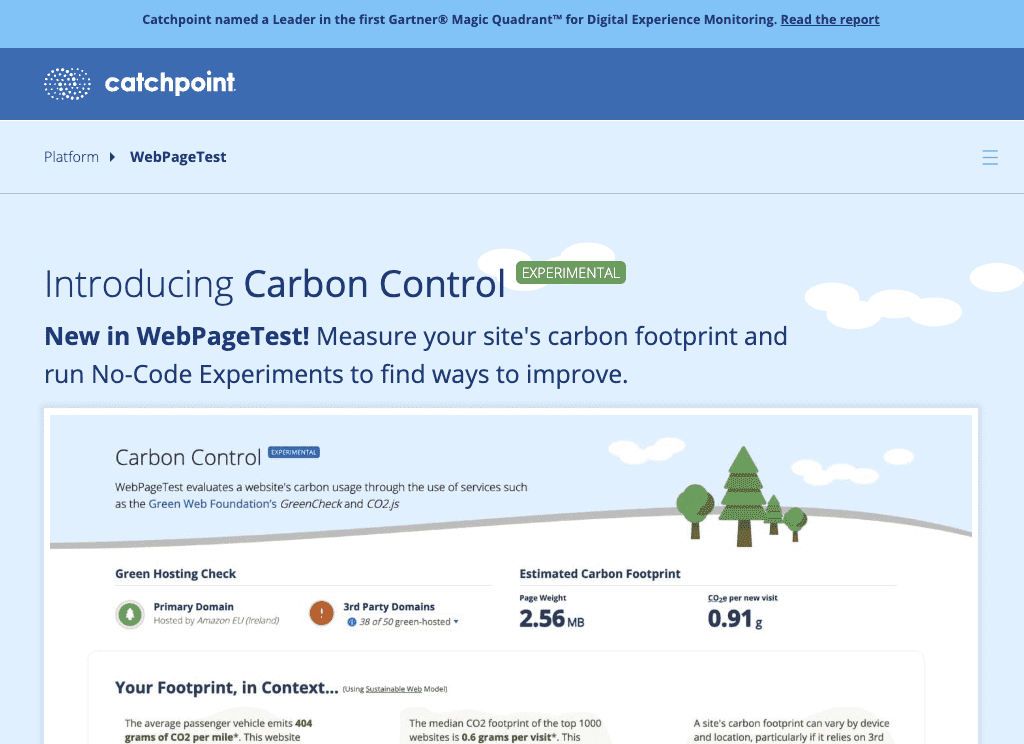 Catchpoint named a Leader in the first Gartner® Magic Quadrant™ for Digital Experience Monitoring. Read the report
catchpoint
Platform WebPageTest
Introducing Carbon Control EXPERIMENTAL
New in WebPageTest! Measure your site's carbon footprint and
run No-Code Experiments to find ways to improve.
Carbon Control EXPERIMENTAL
WebPageTest evaluates a website's carbon usage through the use of services such
as the Green Web Foundation's GreenCheck and CO2.js
Green Hosting Check
Primary Domain
Hosted by Amazon EU (Ireland)
3rd Party Domains
38 of 50 green-hosted
Estimated Carbon Footprint
Page Weight
2.56 MB
CO2e per new visit
0.91 g
Your Footprint, in Context... (Using Sustainable Web Model)
The average passenger vehicle emits 404
grams of CO2 per mile*. This website
The median CO2 footprint of the top 1000
websites is 0.6 grams per visit*. This
A site's carbon footprint can vary by device
and location, particularly if it relies on 3rd